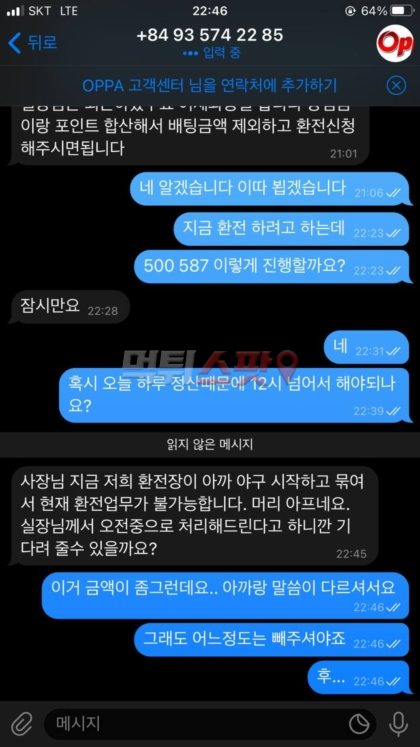 SKT LTE 22:46 64%
뒤로 +84 93 574 22 85
입력 중
Op
OPPA 고객센터 님을 연락처에 추가하기
이랑 포인트 합산해서 배팅금액 제외하고 환전신청
해주시면됩니다
21:01
네 알겠습니다 이따 뵙겠습니다 21:06
지금 환전 하려고 하는데 22:23
500 587 이렇게 진행할까요? 22:23
잠시만요 22:28
네 22:31
먹튀스팟
혹시 오늘 하루 정산때문에 12시 넘어서 해야되나
요? 22:39
읽지 않은 메시지
사장님 지금 저희 환전장이 아까 야구 시작하고 묶여
서 현재 환전업무가 불가능합니다. 머리 아프네요.
실장님께서 오전중으로 처리해드린다고 하니깐 기
다려 줄수 있을까요?
22:45
이거 금액이 좀그런데요.. 아까랑 말씀이 다르셔서요
22:46
그래도 어느정도는 빼주셔야죠 22:46
후... 22:46
메시지